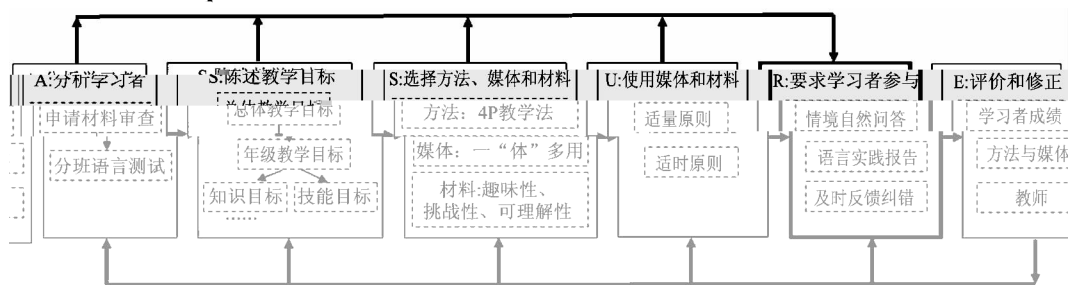 A:分析学习者
申请材料审查
分班语言测试
S:陈述教学目标
总体教学目标
年级教学目标
知识目标
技能目标
……
S:选择方法、媒体和材料
方法：4P教学法
媒体：一“体”多用
材料:趣味性、
挑战性、可理解性
U:使用媒体和材料
适量原则
适时原则
R:要求学习者参与
情境自然问答
语言实践报告
及时反馈纠错
E:评价和修正
学习者成绩
方法与媒体
教师